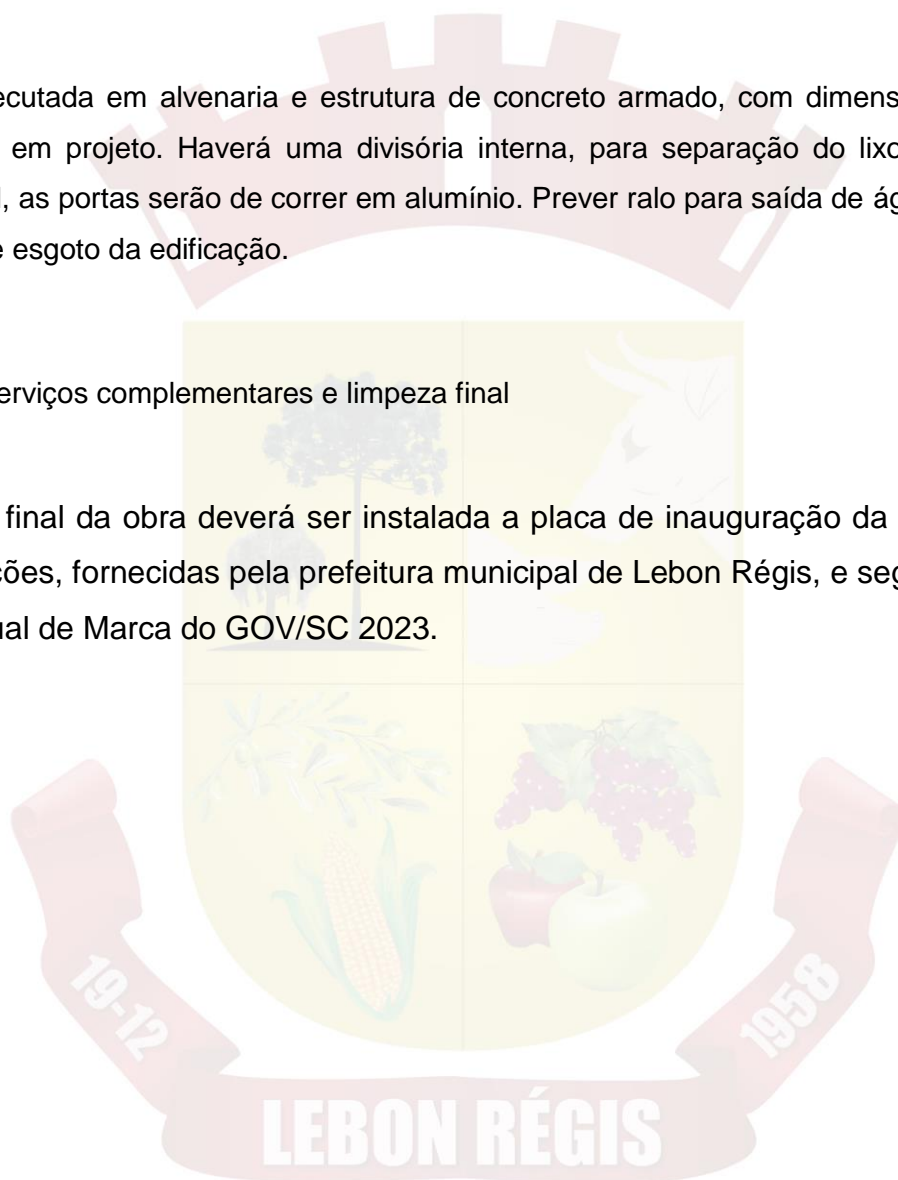 ecutada em alvenaria e estrutura de concreto armado, com dimens
em projeto. Haverá uma divisória interna, para separação do lixo
, as portas serão de correr em alumínio. Prever ralo para saída de ág
e esgoto da edificação.
erviços complementares e limpeza final
final da obra deverá ser instalada a placa de inauguração da
ções, fornecidas pela prefeitura municipal de Lebon Régis, e seg
ual de Marca do GOV/SC 2023.
19-12
1958
LEBON RÉGIS